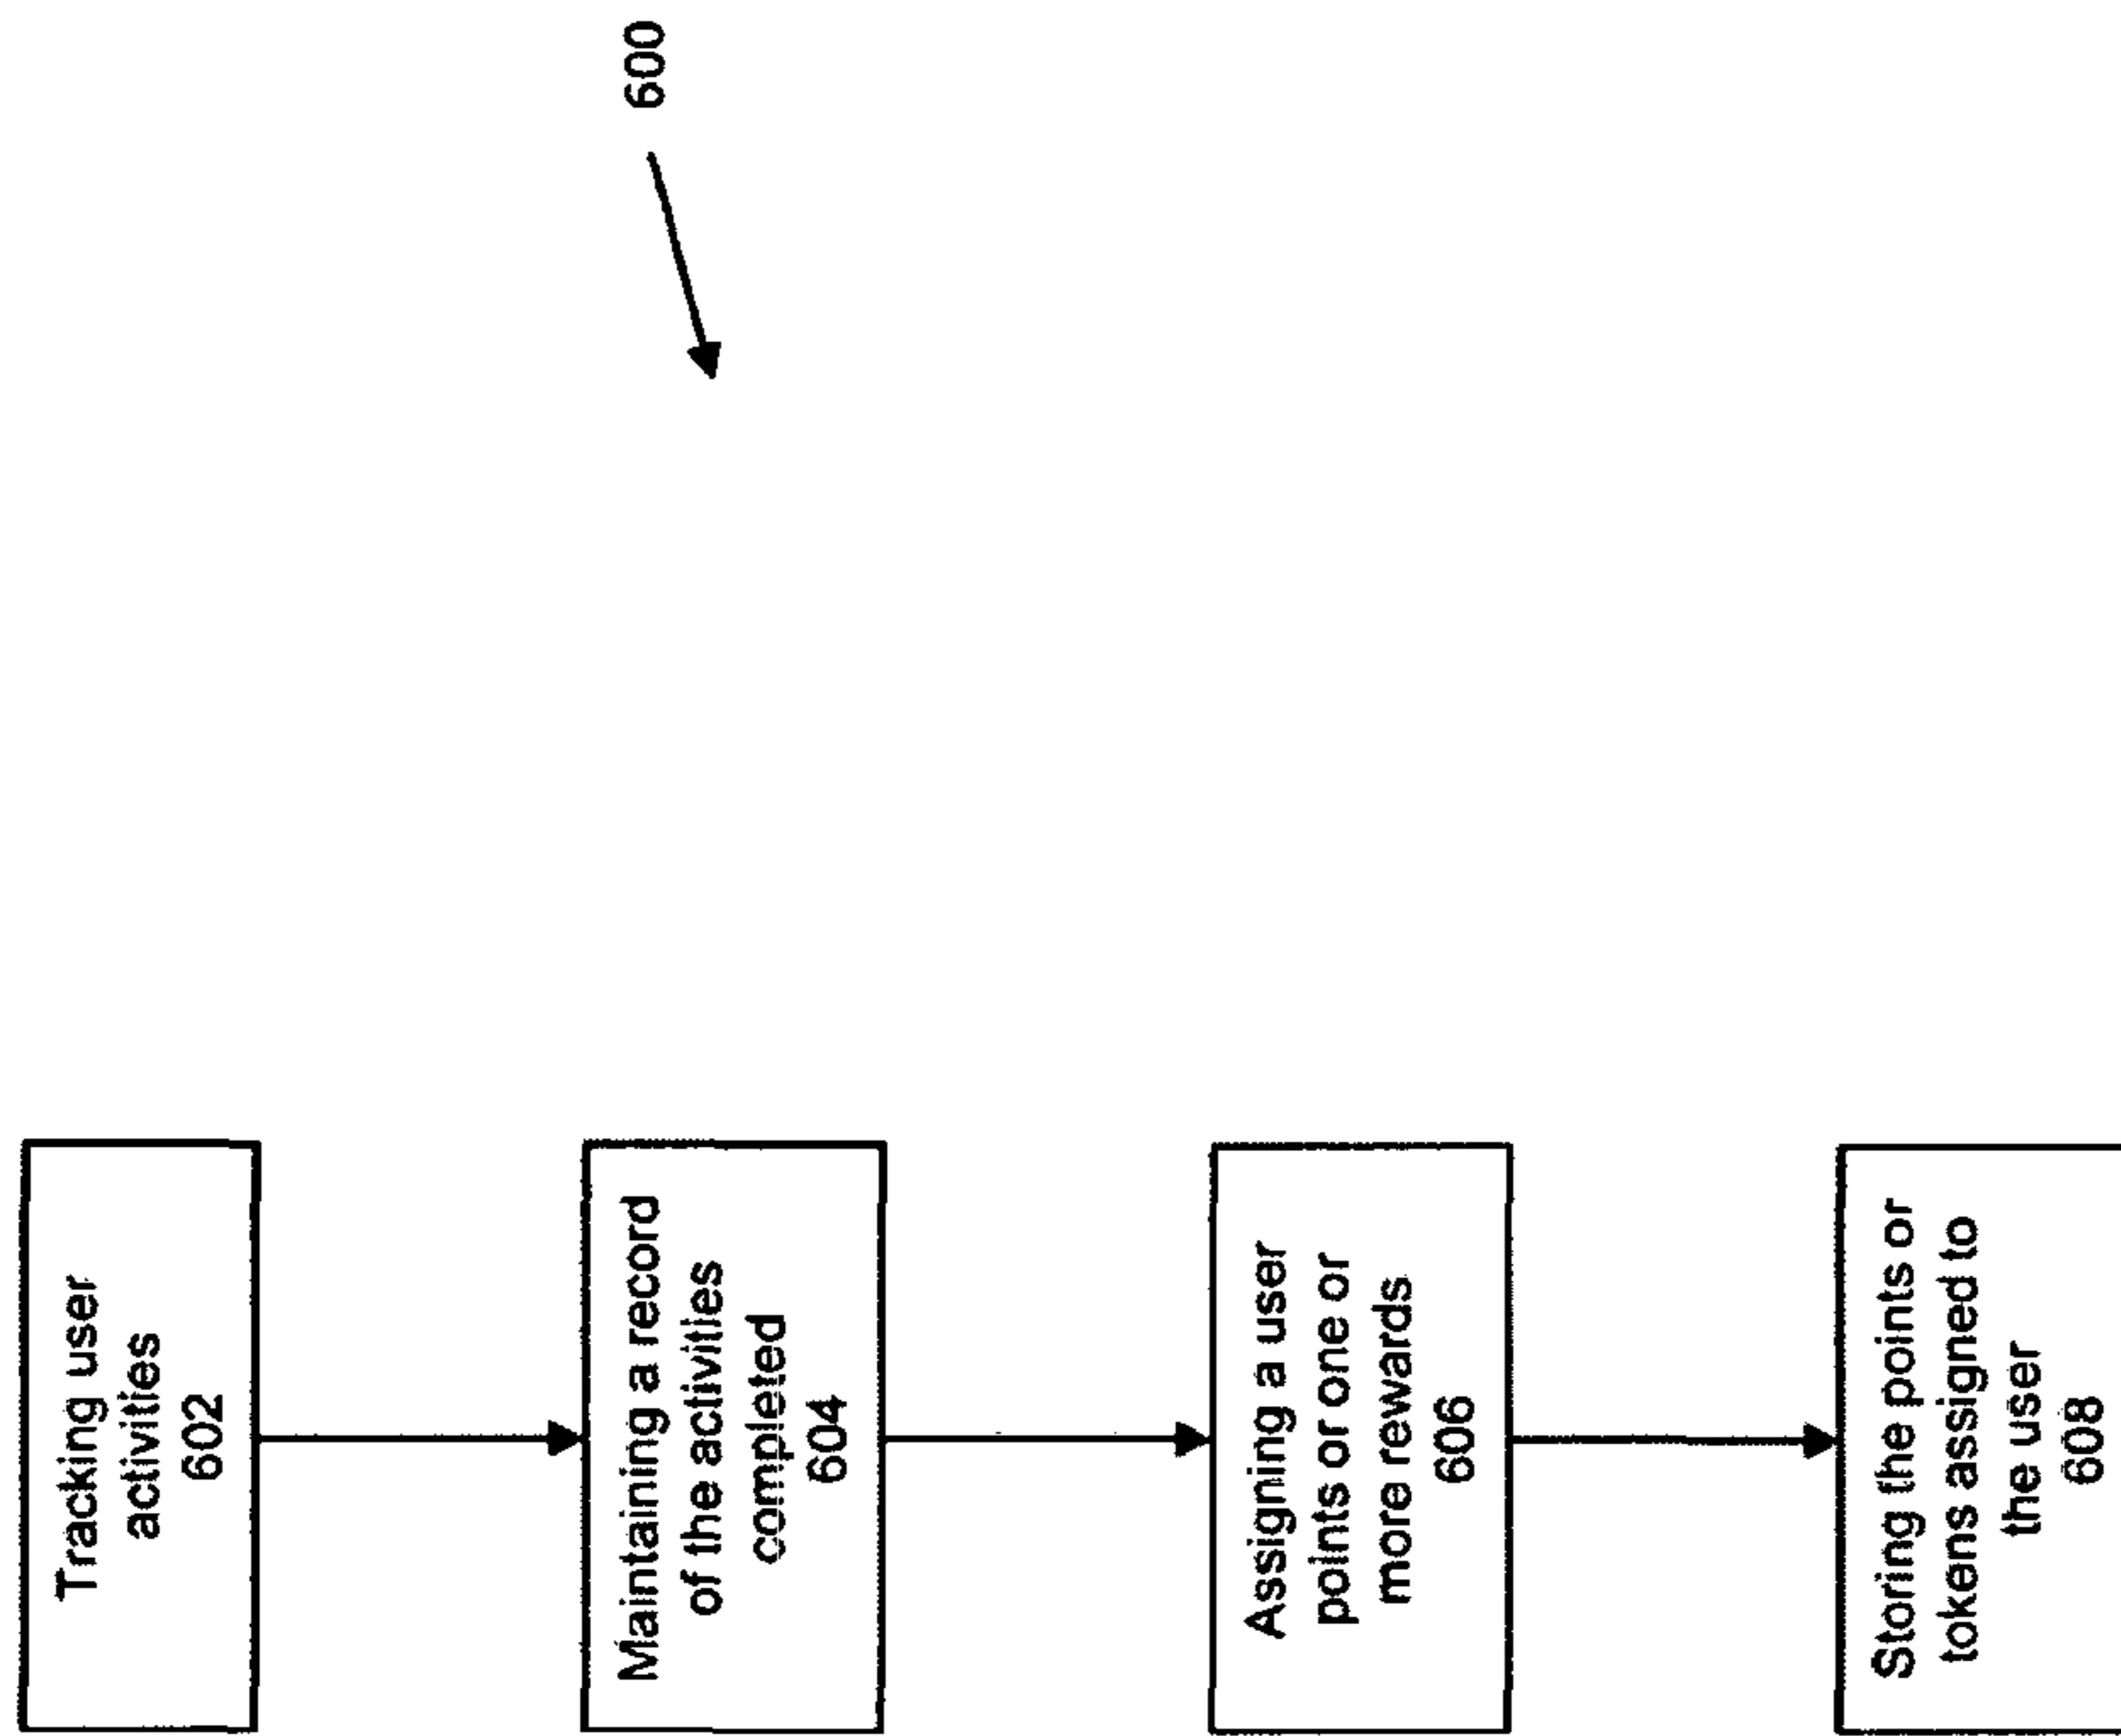 600
Tracking user
activities
602
Maintaining a record
of the activities
completed
604
Assigning a user
points or one or
more rewards
606
Storing the points or
tokens assigned to
the user
608